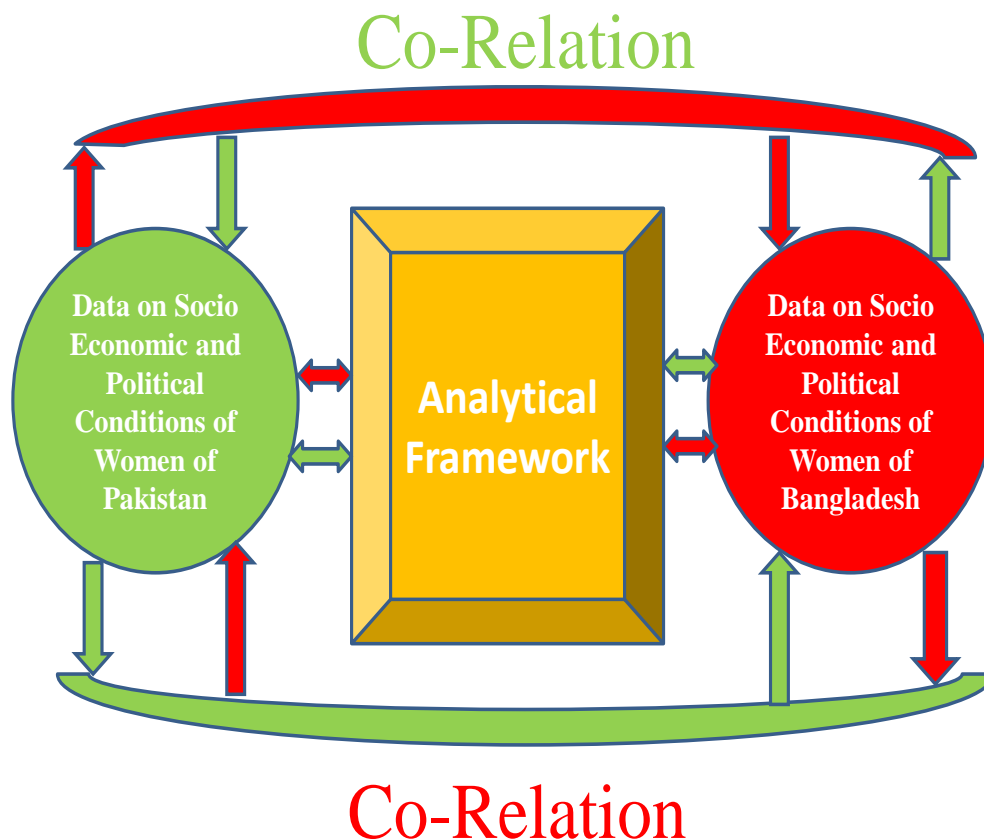 Co-Relation
Data on Socio
Economic and
Political
Conditions of
Women of
Pakistan
Analytical
Framework
Data on Socio
Economic and
Political
Conditions of
Women of
Bangladesh
Co-Relation